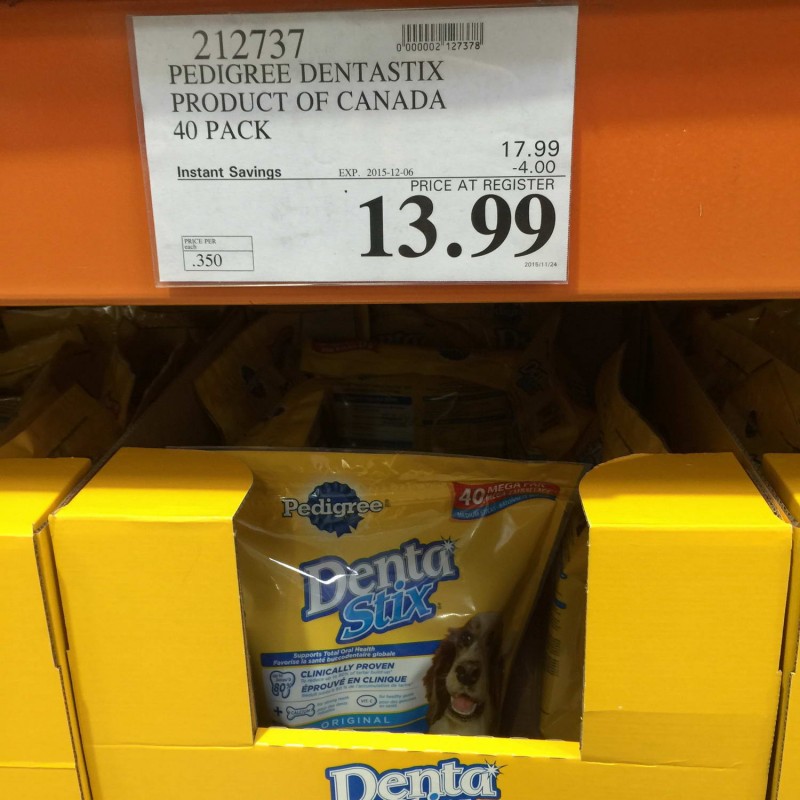 212737
0"000002"127378"
PEDIGREE DENTASTIX
PRODUCT OF CANADA
40 PACK
17.99
Instant Savings EXP. 2015-12-06 -4.00
PRICE AT REGISTER
13.99
PRICE PER
each
.350
2015/11/24
Pedigree®
40 MEGA PAK
Denta
Stix
Supports Total Oral Health
Favorise la santé buccodentaire globale
CLINICALLY PROVEN
ÉPROUVÉ EN CLINIQUE
ORIGINAL
Denta